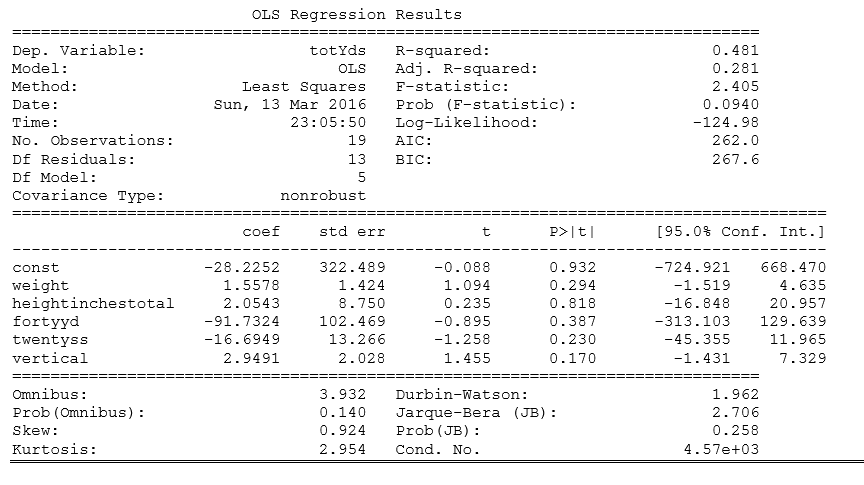 OLS Regression Results
==============================================================================
Dep. Variable: totYds R-squared: 0.481
Model: OLS Adj. R-squared: 0.281
Method: Least Squares F-statistic: 2.405
Date: Sun, 13 Mar 2016 Prob (F-statistic): 0.0940
Time: 23:05:50 Log-Likelihood: -124.98
No. Observations: 19 AIC: 262.0
Df Residuals: 13 BIC: 267.6
Df Model: 5
Covariance Type: nonrobust
=====================================================================================
coef std err t P>|t| [95.0% Conf. Int.]
-------------------------------------------------------------------------------------
const -28.2252 322.489 -0.088 0.932 -724.921 668.470
weight 1.5578 1.424 1.094 0.294 -1.519 4.635
heightinchestotal 2.0543 8.750 0.235 0.818 -16.848 20.957
fortyyd -91.7324 102.469 -0.895 0.387 -313.103 129.639
twentyss -16.6949 13.266 -1.258 0.230 -45.355 11.965
vertical 2.9491 2.028 1.455 0.170 -1.431 7.329
==============================================================================
Omnibus: 3.932 Durbin-Watson: 1.962
Prob(Omnibus): 0.140 Jarque-Bera (JB): 2.706
Skew: 0.924 Prob(JB): 0.258
Kurtosis: 2.954 Cond. No. 4.57e+03